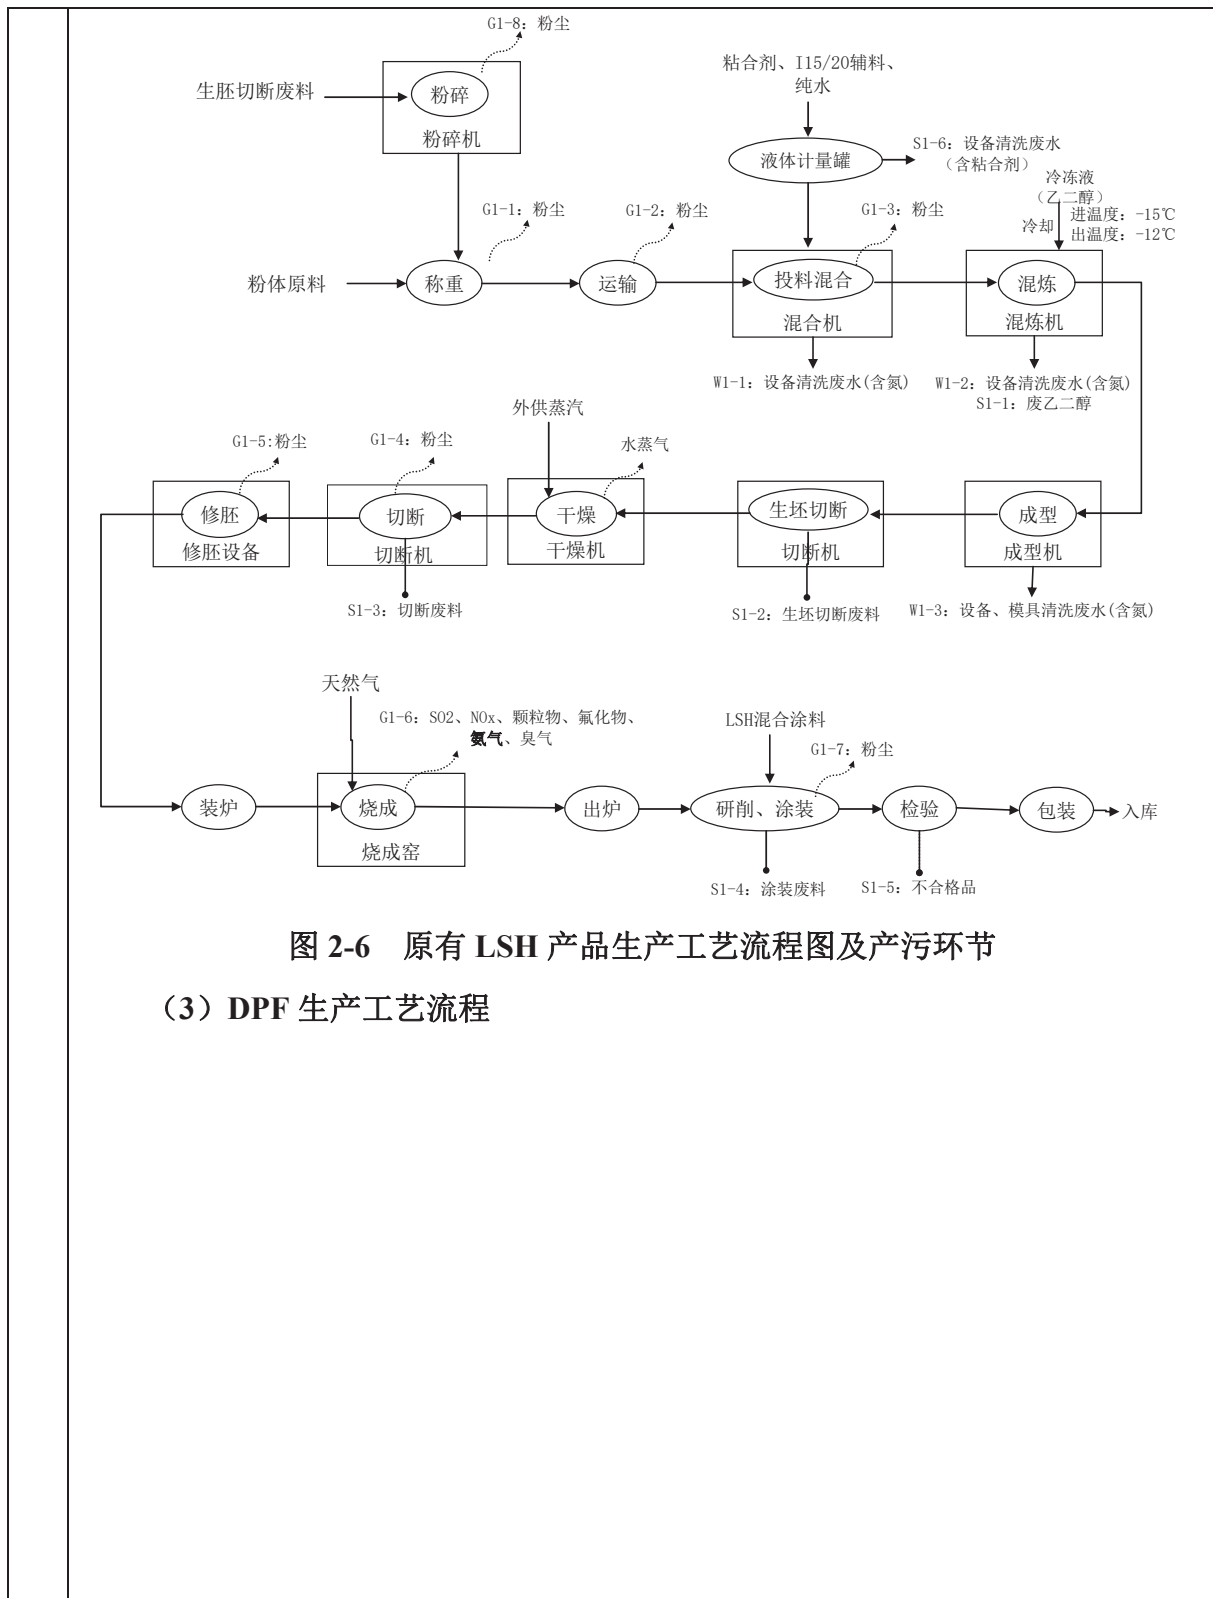 G1-8：粉尘
粘合剂、I15/20辅料、
纯水
生胚切断废料
粉碎
粉碎机
液体计量罐
S1-6：设备清洗废水
（含粘合剂）
冷冻液
（乙二醇）
冷却
进温度：-15℃
出温度：-12℃
G1-1：粉尘
G1-2：粉尘
G1-3：粉尘
粉体原料
称重
运输
投料混合
混合机
混炼
混炼机
W1-1：设备清洗废水(含氮)
W1-2：设备清洗废水(含氮)
S1-1：废乙二醇
外供蒸汽
G1-5:粉尘
G1-4：粉尘
水蒸气
修胚
修胚设备
切断
切断机
干燥
干燥机
生坯切断
切断机
成型
成型机
S1-3：切断废料
S1-2：生坯切断废料
W1-3：设备、模具清洗废水(含氮)
天然气
G1-6：SO2、NOx、颗粒物、氟化物、
氨气、臭气
LSH混合涂料
G1-7：粉尘
装炉
烧成
烧成窑
出炉
研削、涂装
检验
包装
入库
S1-4：涂装废料
S1-5：不合格品
图 2-6 原有 LSH 产品生产工艺流程图及产污环节
（3）DPF 生产工艺流程